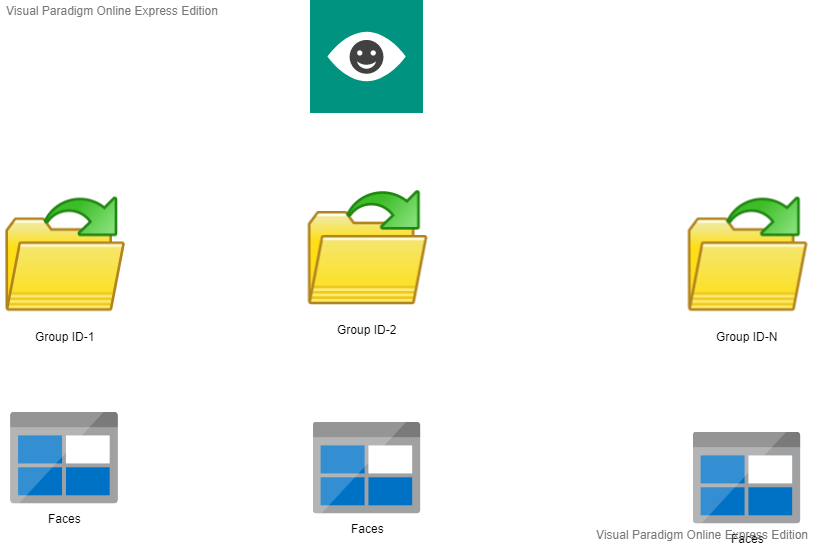 Visual Paradigm Online Express Edition
Group ID-1
Group ID-2
Group ID-N
Faces
Faces
Faces
Visual Paradigm Online Express Edition